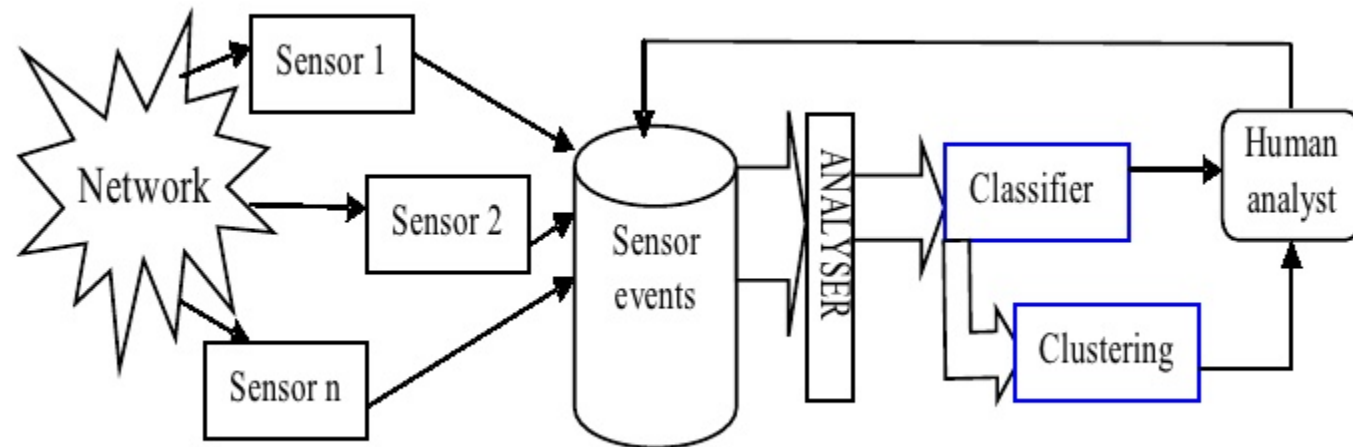 Sensor 1
Network
Sensor 2
Sensor n
Sensor
events
ANALYSER
Classifier
Clustering
Human
analyst